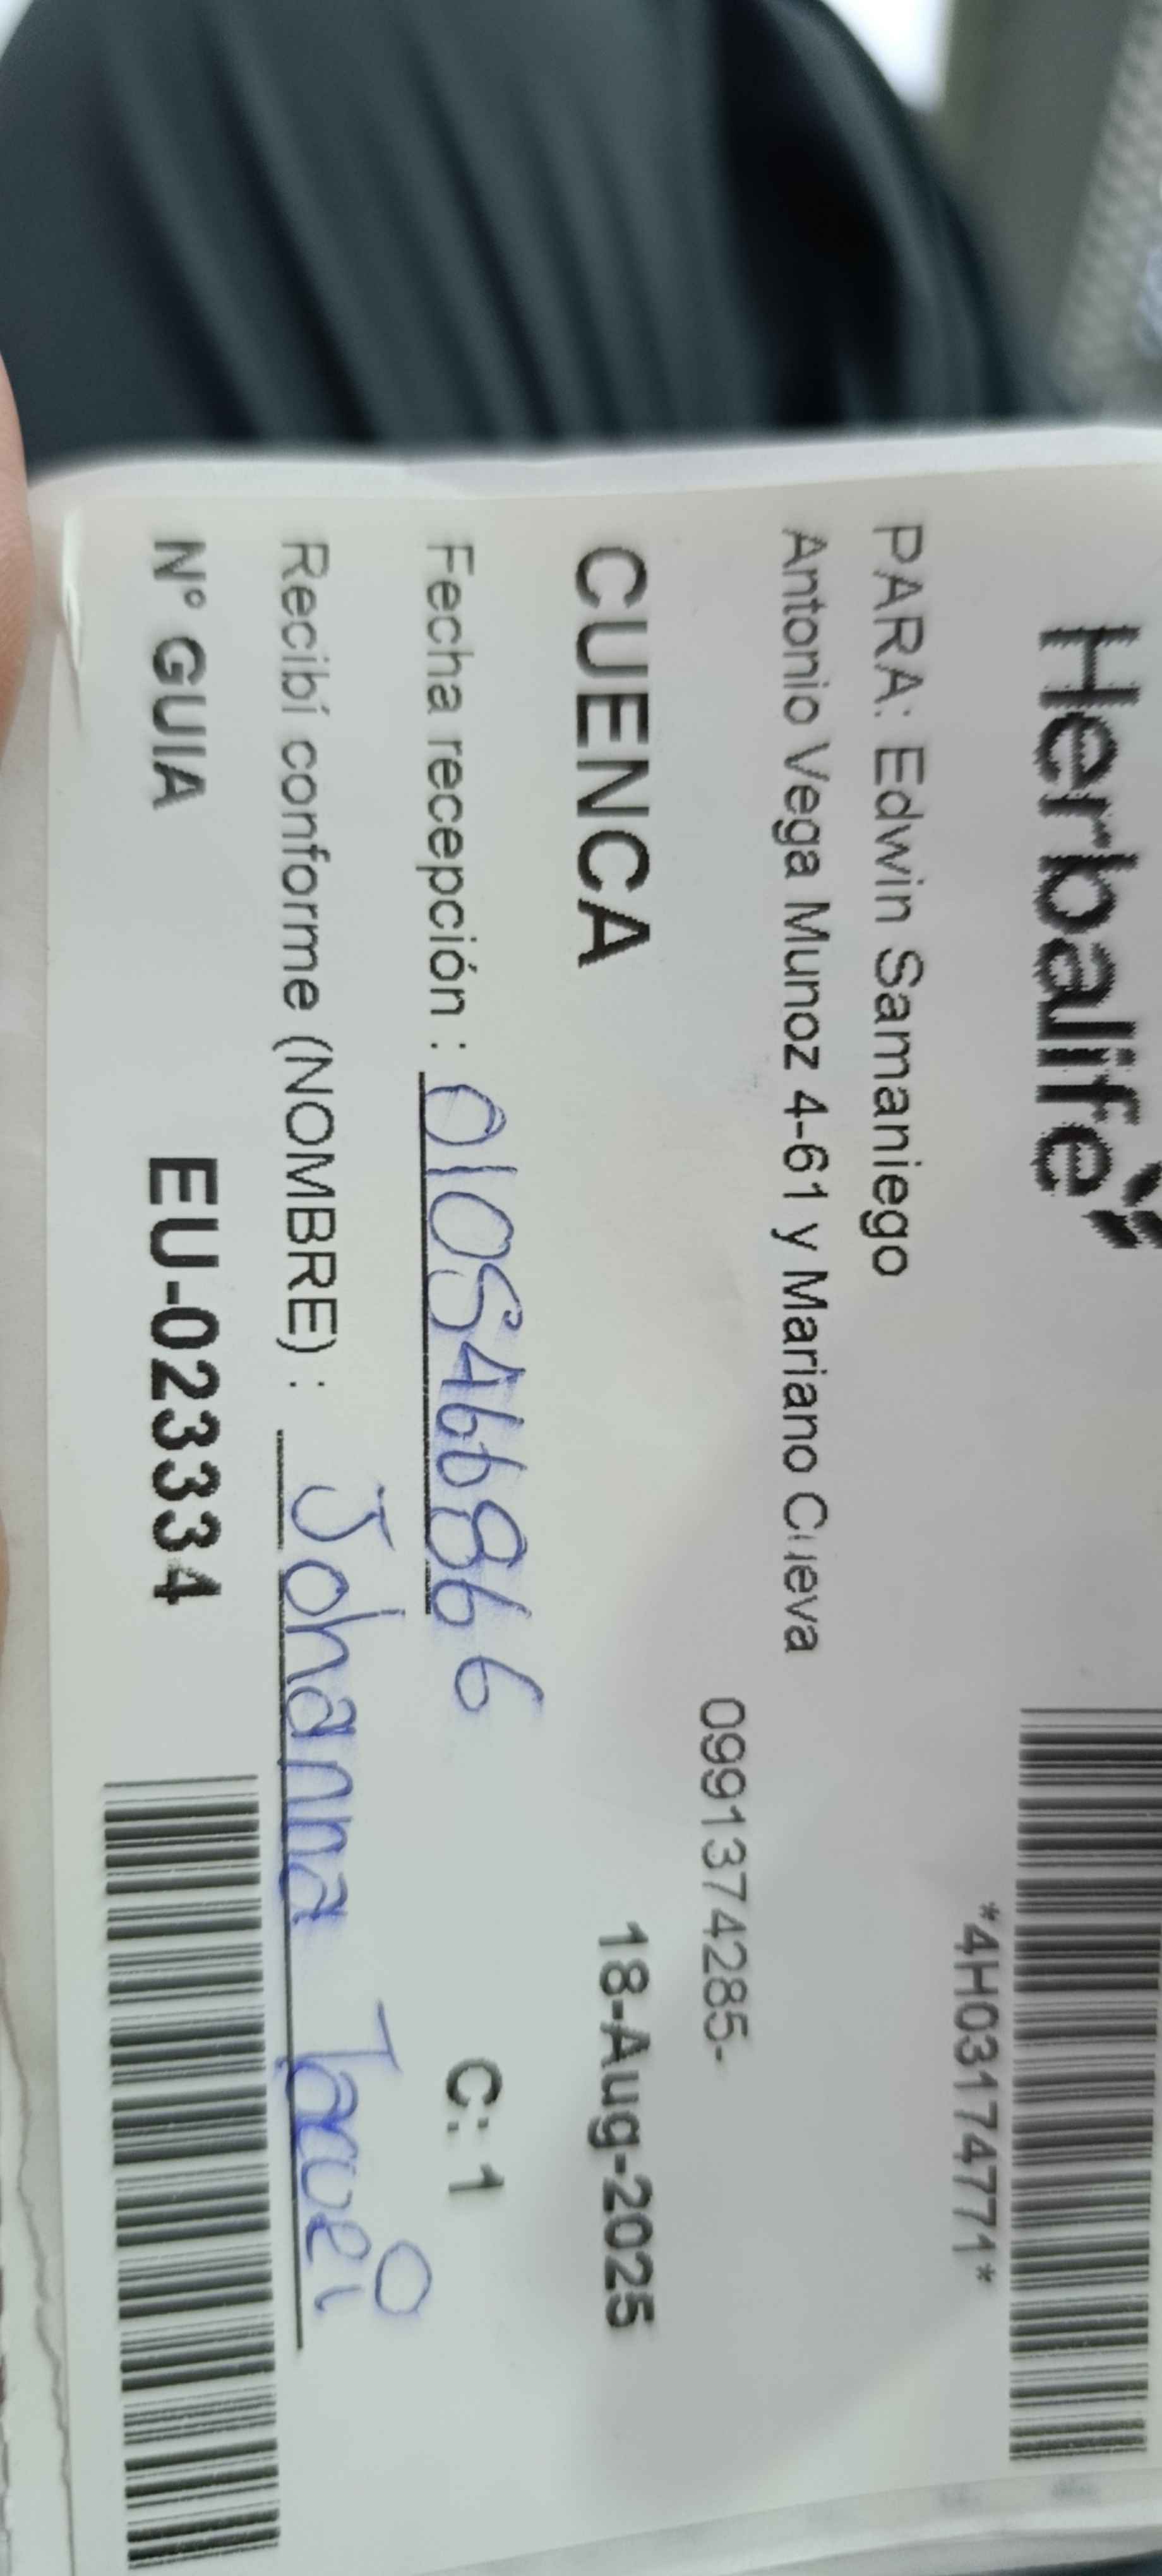 Herbalife
*4H03174771*
PARA: Edwin Samaniego
Antonio Vega Munoz 4-61 y Mariano Cueva
0991374285-
CUENCA 18-Aug-2025
Fecha recepción : 0105466866 C: 1
Recibí conforme (NOMBRE) : Johanna
Nº GUIA EU-023334